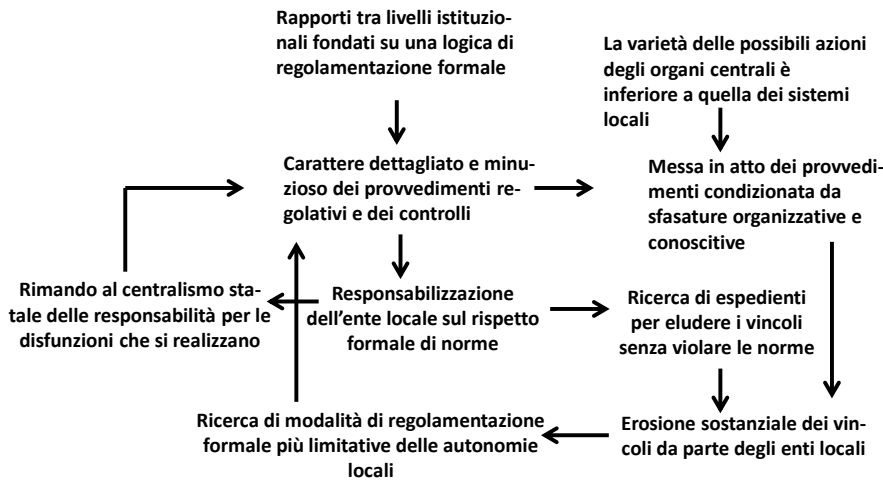 Rapporti tra livelli istituzio-
nali fondati su una logica di
regolamentazione formale
La varietà delle possibili azioni
degli organi centrali è
inferiore a quella dei sistemi
locali
Carattere dettagliato e minu-
zioso dei provvedimenti re-
golativi e dei controlli
Messa in atto dei provvedi-
menti condizionata da
sfasature organizzative e
conoscitive
Rimando al centralismo sta-
tale delle responsabilità per le
disfunzioni che si realizzano
Responsabilizzazione
dell’ente locale sul rispetto
formale di norme
Ricerca di espedienti
per eludere i vincoli
senza violare le norme
Ricerca di modalità di regolamentazione
formale più limitative delle autonomie
locali
Erosione sostanziale dei vin-
coli da parte degli enti locali